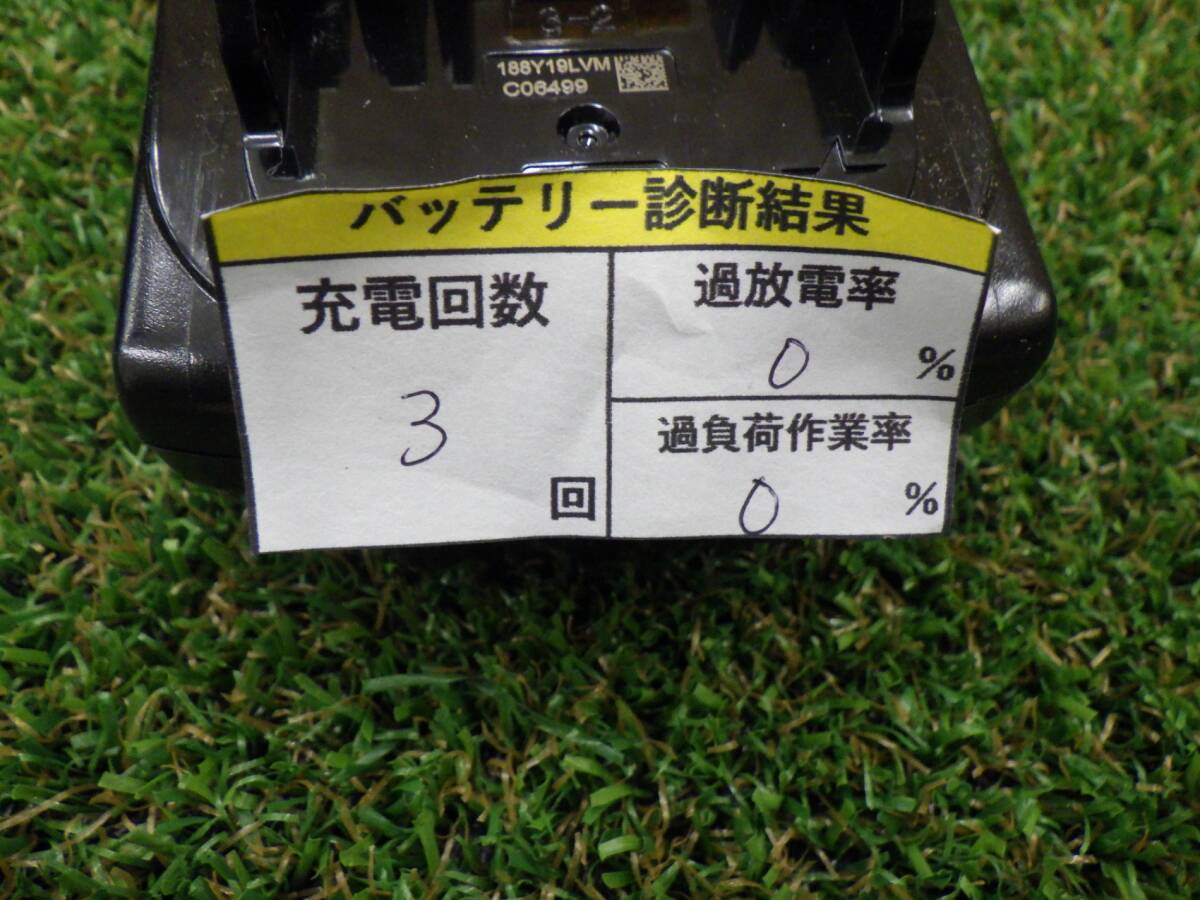 3-2
188Y19LVM
C06499
バッテリー診断結果
充電回数
3
回
過放電率
0 %
過負荷作業率
0 %